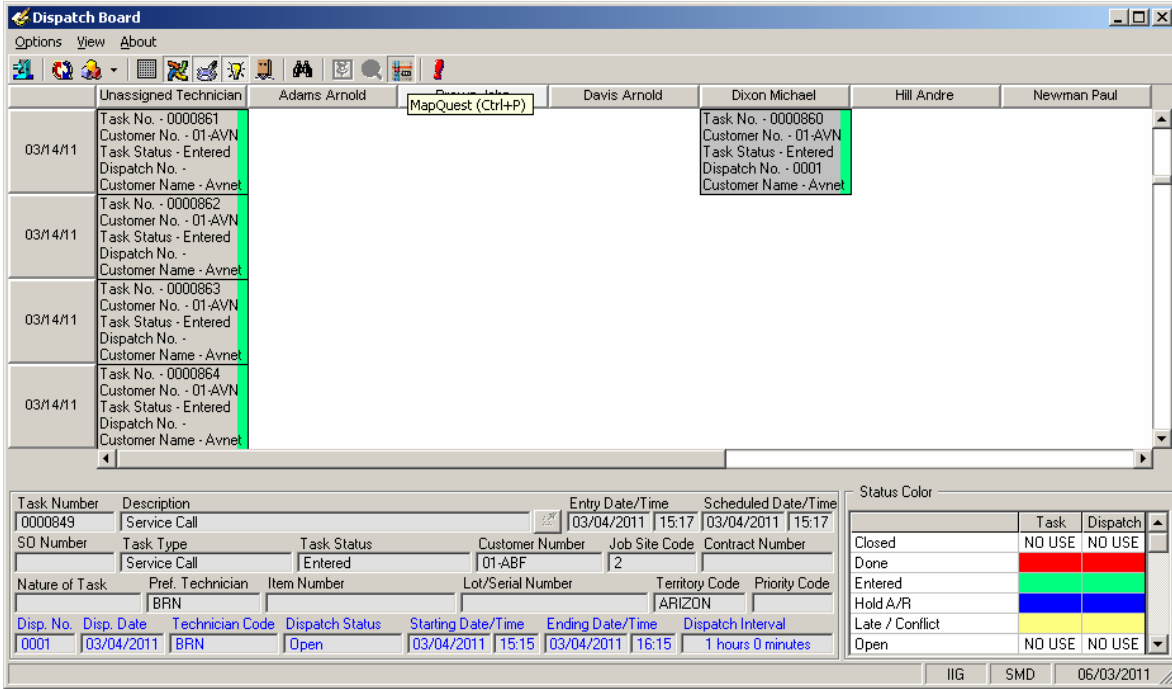 Dispatch Board
Options View About
Unassigned Technician Adams Arnold Davis Arnold Dixon Michael Hill Andre Newman Paul
MapQuest (Ctrl+P)
03/14/11
Task No. - 0000861
Customer No. - 01-AVN
Task Status - Entered
Dispatch No. -
Customer Name - Avnet
Task No. - 0000860
Customer No. - 01-AVN
Task Status - Entered
Dispatch No. - 0001
Customer Name - Avnet
03/14/11
Task No. - 0000862
Customer No. - 01-AVN
Task Status - Entered
Dispatch No. -
Customer Name - Avnet
03/14/11
Task No. - 0000863
Customer No. - 01-AVN
Task Status - Entered
Dispatch No. -
Customer Name - Avnet
03/14/11
Task No. - 0000864
Customer No. - 01-AVN
Task Status - Entered
Dispatch No. -
Customer Name - Avnet
Task Number Description Entry Date/Time Scheduled Date/Time
0000849 Service Call 03/04/2011 15:17 03/04/2011 15:17
SO Number Task Type Task Status Customer Number Job Site Code Contract Number
Service Call Entered 01-ABF 2
Nature of Task Pref. Technician Item Number Lot/Serial Number Territory Code Priority Code
BRN ARIZON
Disp. No. Disp. Date Technician Code Dispatch Status Starting Date/Time Ending Date/Time Dispatch Interval
0001 03/04/2011 BRN Open 03/04/2011 15:15 03/04/2011 16:15 1 hours 0 minutes
Status Color
Task Dispatch
Closed NO USE NO USE
Done
Entered
Hold A/R
Late / Conflict
Open NO USE NO USE
IIG SMD 06/03/2011